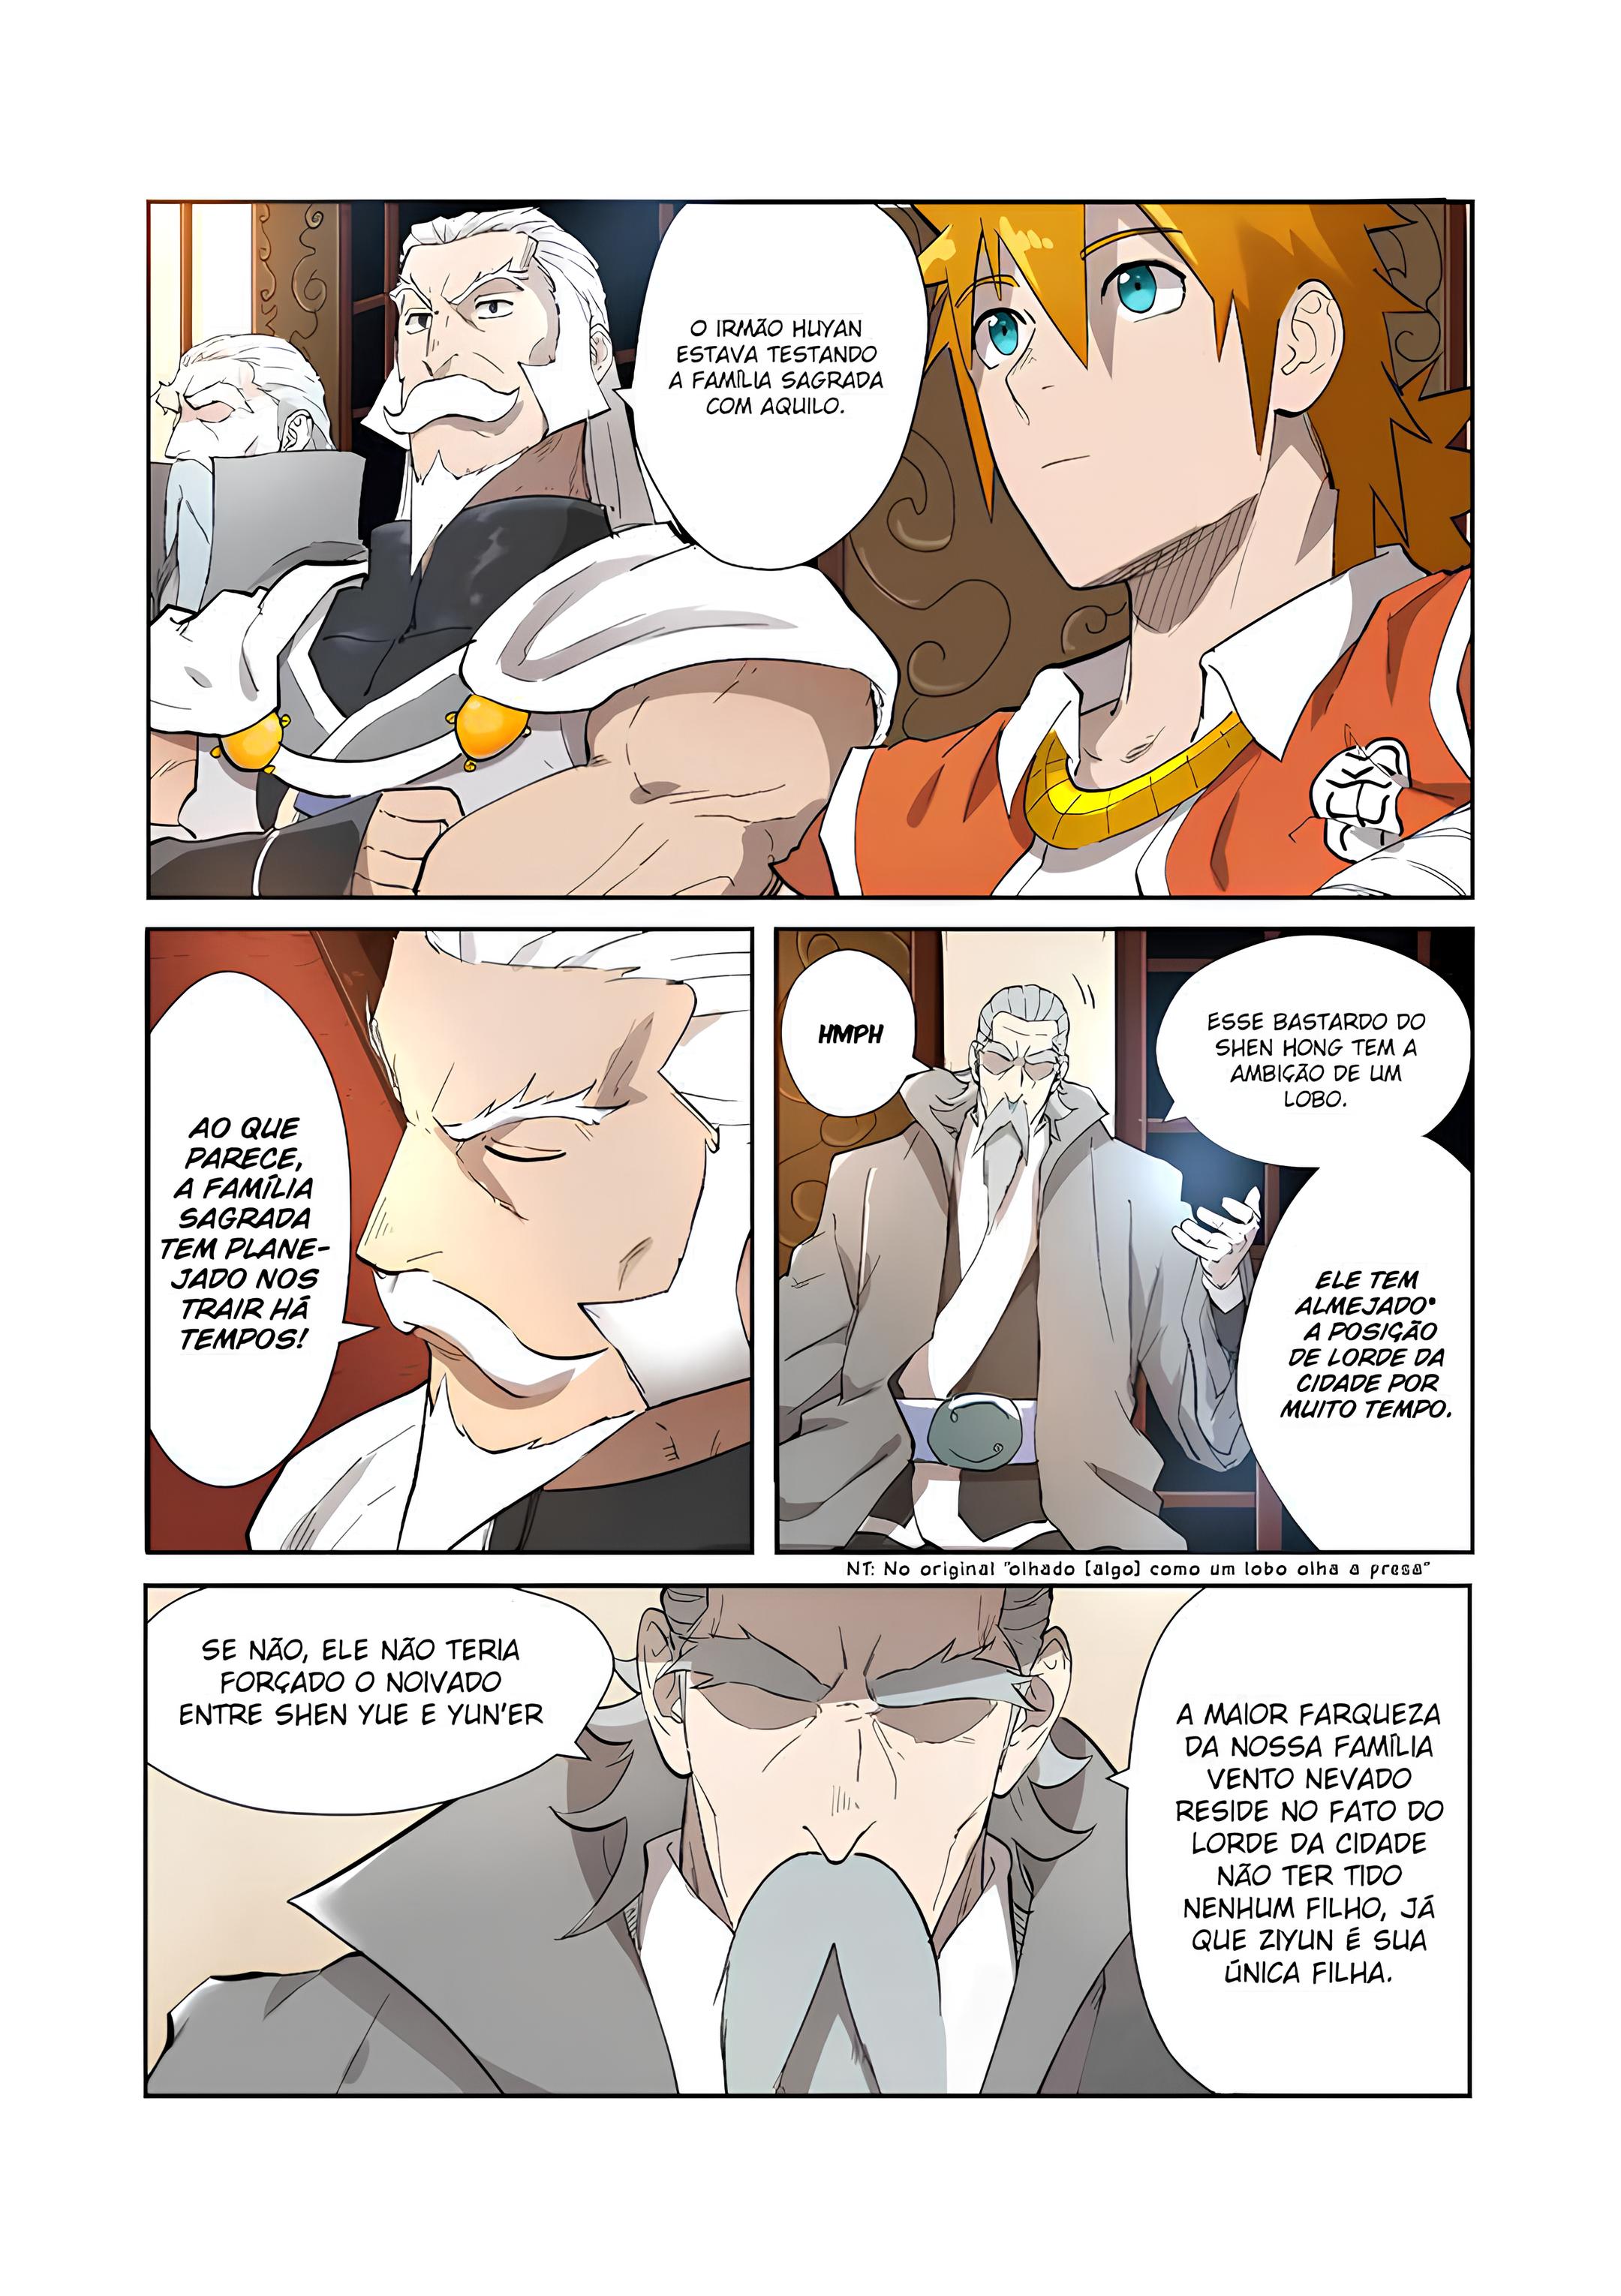 O IRMÃO HUYAN
ESTAVA TESTANDO
A FAMÍLIA SAGRADA
COM AQUILO.
AO QUE
PARECE,
A FAMÍLIA
SAGRADA
TEM PLANE-
JADO NOS
TRAIR HÁ
TEMPOS!
HMPH
ESSE BASTARDO DO
SHEN HONG TEM A
AMBIÇÃO DE UM
LOBO.
ELE TEM
ALMEJADO*
A POSIÇÃO
DE LORDE DA
CIDADE POR
MUITO TEMPO.
NT: No original "olhado [algo] como um lobo olha a presa"
SE NÃO, ELE NÃO TERIA
FORÇADO O NOIVADO
ENTRE SHEN YUE E YUN'ER
A MAIOR FARQUEZA
DA NOSSA FAMÍLIA
VENTO NEVADO
RESIDE NO FATO DO
LORDE DA CIDADE
NÃO TER TIDO
NENHUM FILHO, JÁ
QUE ZIYUN É SUA
ÚNICA FILHA.